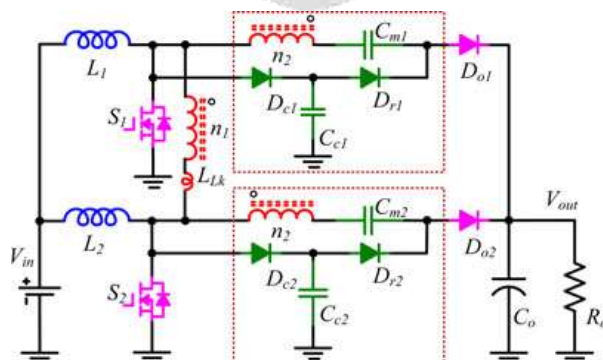 L1
n2
Cm1
Do1
Dc1
Dr1
S1
n1
Cc1
LLk
Vin
L2
n2
Cm2
Do2
Vout
Dc2
Dr2
S2
Cc2
Co
+
-